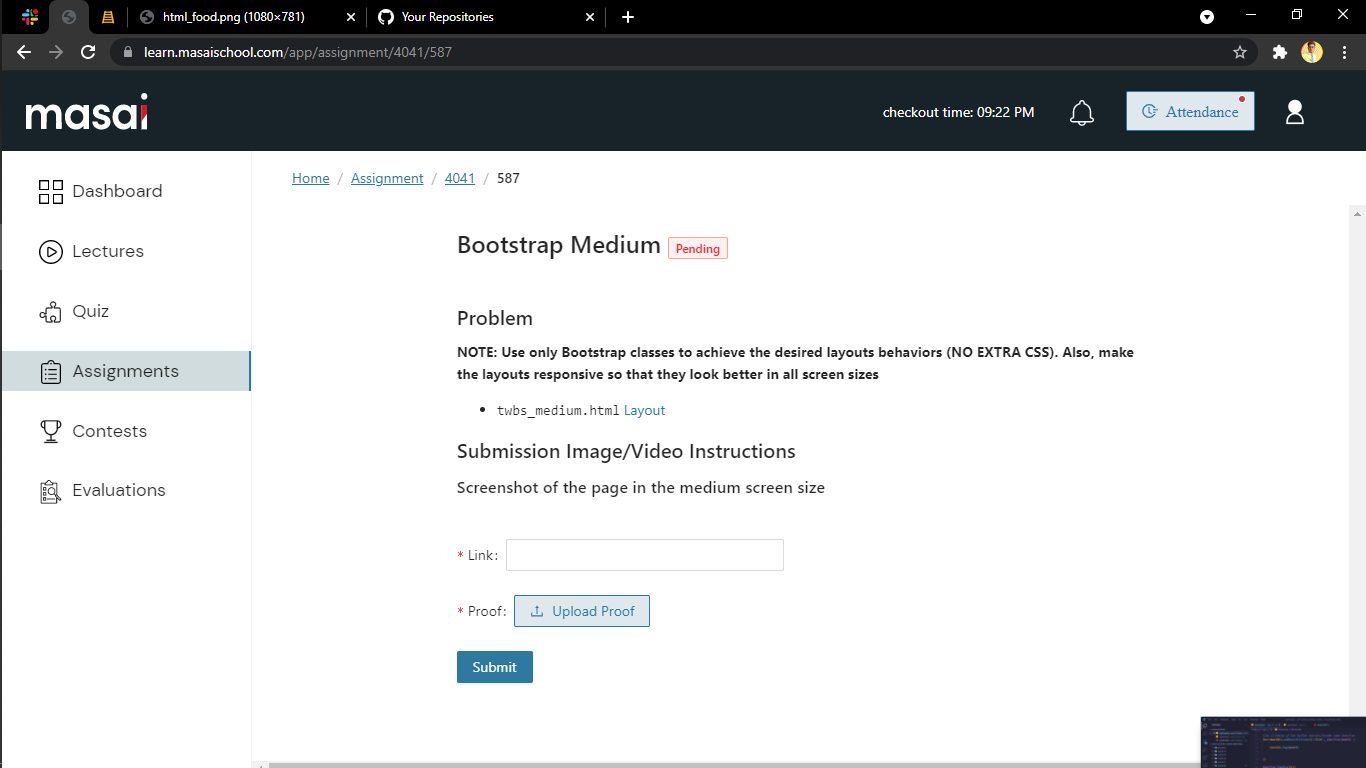 html_food.png (1080×781)
Your Repositories
learn.masaischool.com/app/assignment/4041/587
masai
checkout time: 09:22 PM
Attendance
Dashboard
Lectures
Quiz
Assignments
Contests
Evaluations
Home / Assignment / 4041 / 587
Bootstrap Medium Pending
Problem
NOTE: Use only Bootstrap classes to achieve the desired layouts behaviors (NO EXTRA CSS). Also, make
the layouts responsive so that they look better in all screen sizes
twbs_medium.html Layout
Submission Image/Video Instructions
Screenshot of the page in the medium screen size
* Link:
* Proof: Upload Proof
Submit